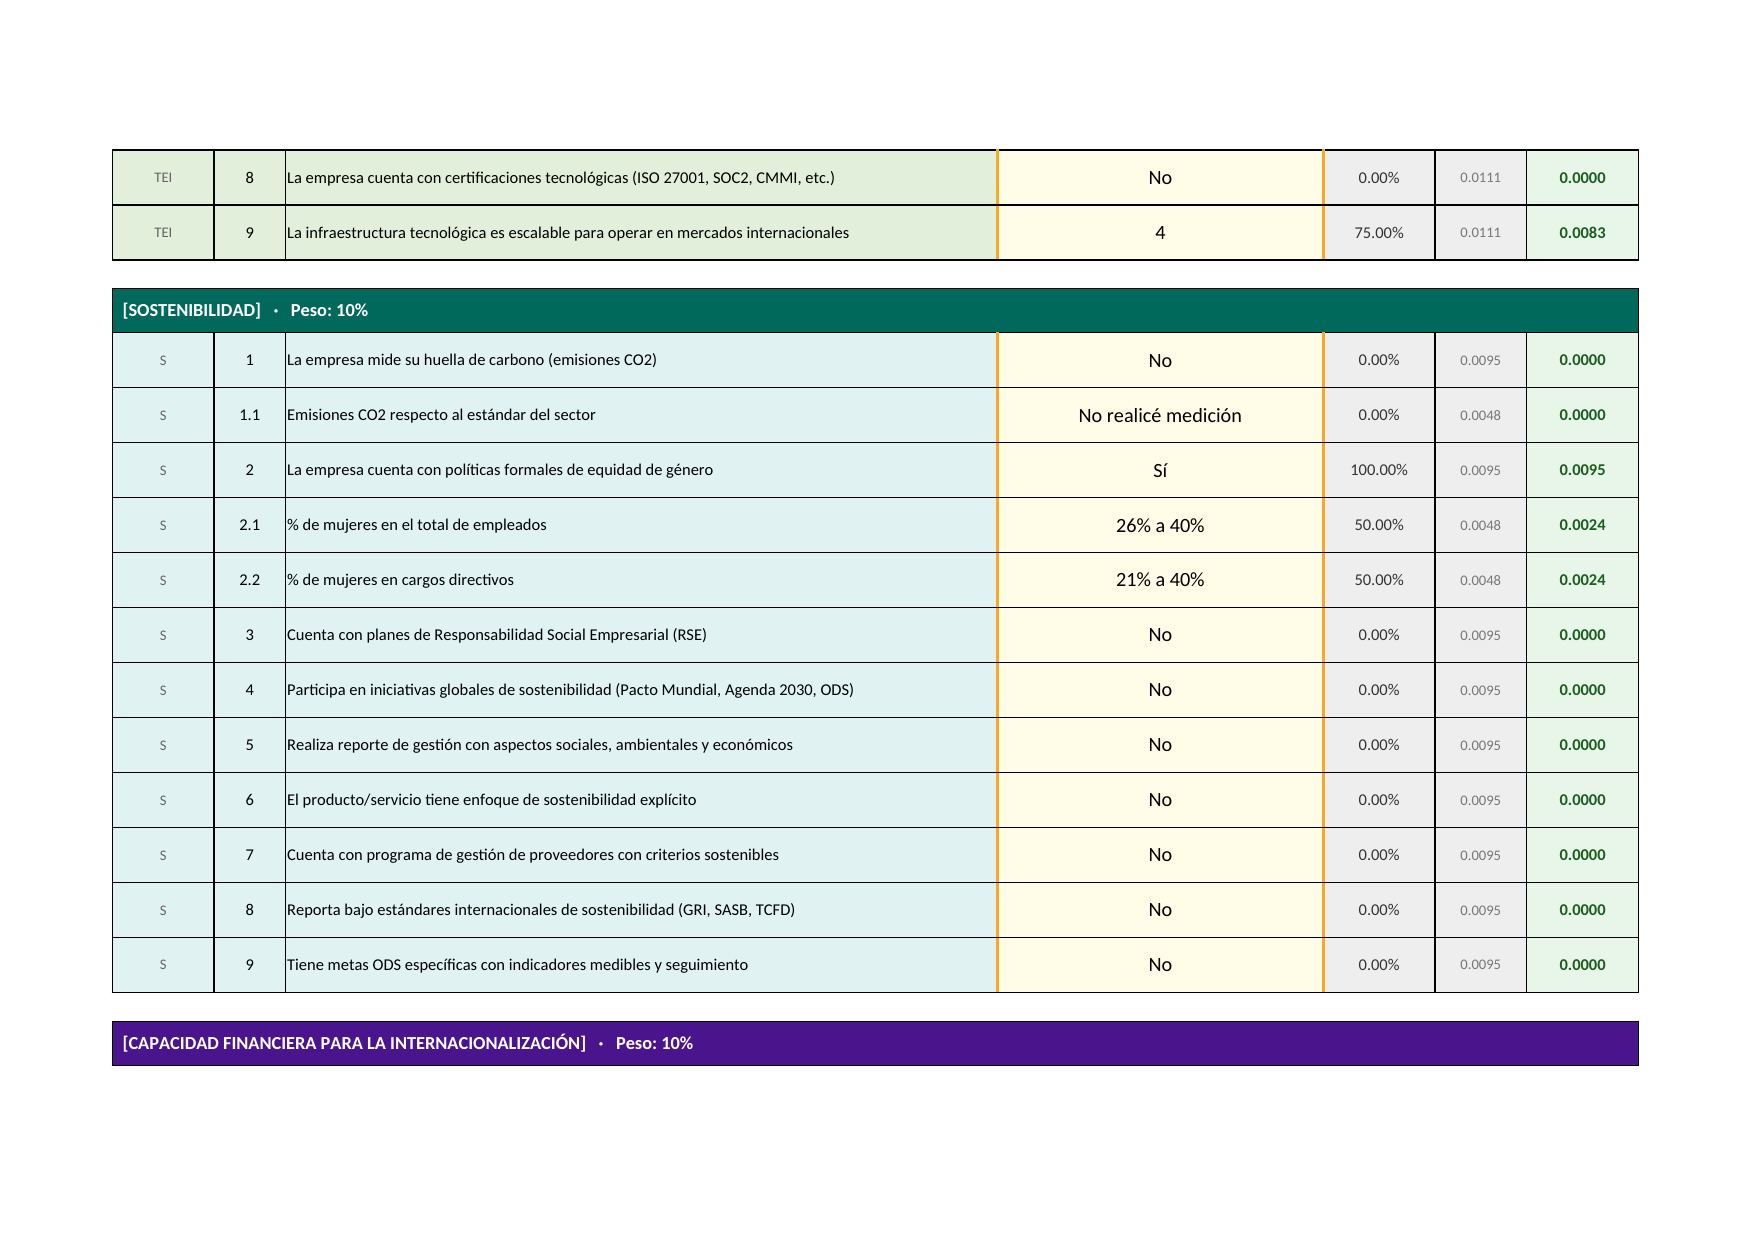 TEI 8 La empresa cuenta con certificaciones tecnológicas (ISO 27001, SOC2, CMMI, etc.) No 0.00% 0.0111 0.0000
TEI 9 La infraestructura tecnológica es escalable para operar en mercados internacionales 4 75.00% 0.0111 0.0083
[SOSTENIBILIDAD] · Peso: 10%
S 1 La empresa mide su huella de carbono (emisiones CO2) No 0.00% 0.0095 0.0000
S 1.1 Emisiones CO2 respecto al estándar del sector No realicé medición 0.00% 0.0048 0.0000
S 2 La empresa cuenta con políticas formales de equidad de género Sí 100.00% 0.0095 0.0095
S 2.1 % de mujeres en el total de empleados 26% a 40% 50.00% 0.0048 0.0024
S 2.2 % de mujeres en cargos directivos 21% a 40% 50.00% 0.0048 0.0024
S 3 Cuenta con planes de Responsabilidad Social Empresarial (RSE) No 0.00% 0.0095 0.0000
S 4 Participa en iniciativas globales de sostenibilidad (Pacto Mundial, Agenda 2030, ODS) No 0.00% 0.0095 0.0000
S 5 Realiza reporte de gestión con aspectos sociales, ambientales y económicos No 0.00% 0.0095 0.0000
S 6 El producto/servicio tiene enfoque de sostenibilidad explícito No 0.00% 0.0095 0.0000
S 7 Cuenta con programa de gestión de proveedores con criterios sostenibles No 0.00% 0.0095 0.0000
S 8 Reporta bajo estándares internacionales de sostenibilidad (GRI, SASB, TCFD) No 0.00% 0.0095 0.0000
S 9 Tiene metas ODS específicas con indicadores medibles y seguimiento No 0.00% 0.0095 0.0000
[CAPACIDAD FINANCIERA PARA LA INTERNACIONALIZACIÓN] · Peso: 10%